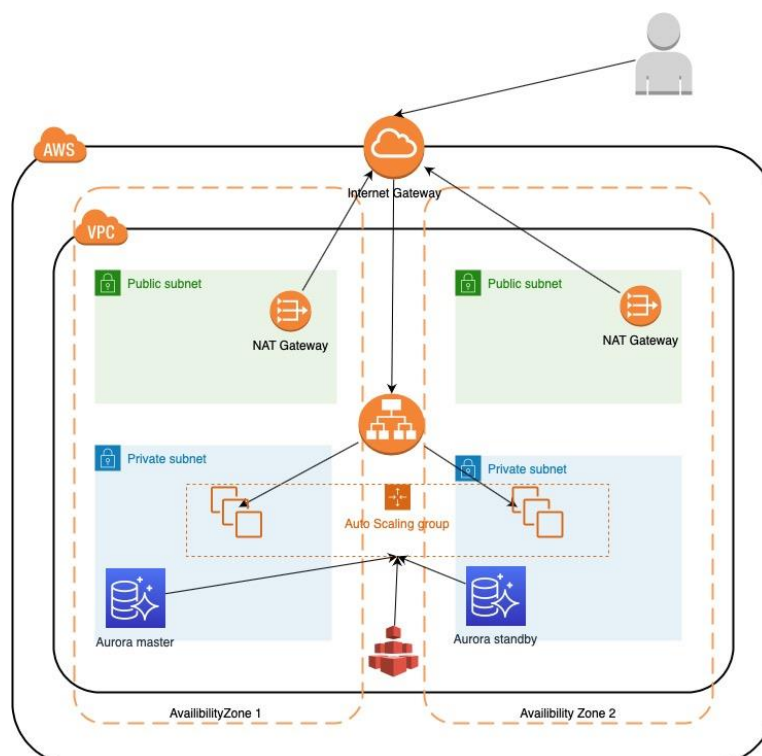 AWS
Internet Gateway
VPC
Public subnet
NAT Gateway
Public subnet
NAT Gateway
Private subnet
Private subnet
Auto Scaling group
Aurora master
Aurora standby
AvailibilityZone 1
Availibility Zone 2